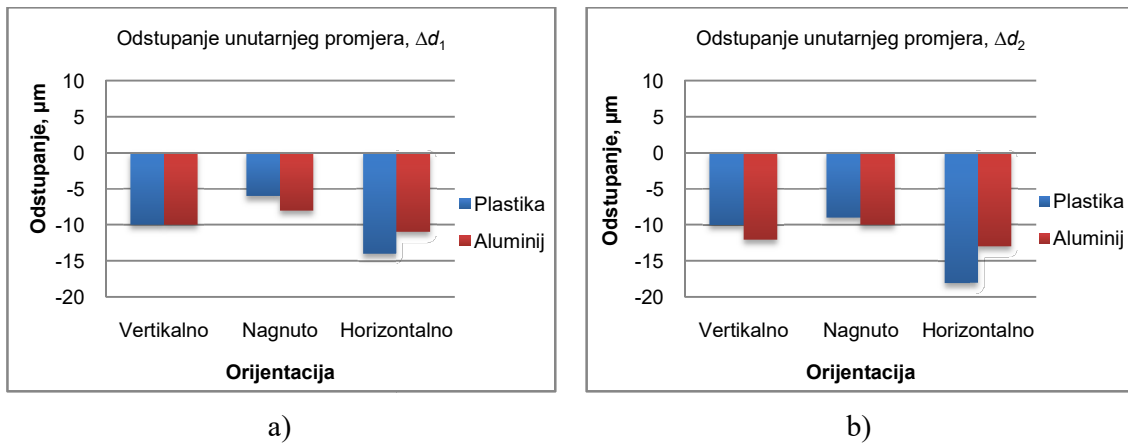 Odstupanje unutarnjeg promjera, Δd₁
Odstupanje, µm
10
5
0
-5
-10
-15
-20
Plastika
Aluminij
Vertikalno Nagnuto Horizontalno
Orijentacija
a)
Odstupanje unutarnjeg promjera, Δd₂
Odstupanje, µm
10
5
0
-5
-10
-15
-20
Plastika
Aluminij
Vertikalno Nagnuto Horizontalno
Orijentacija
b)